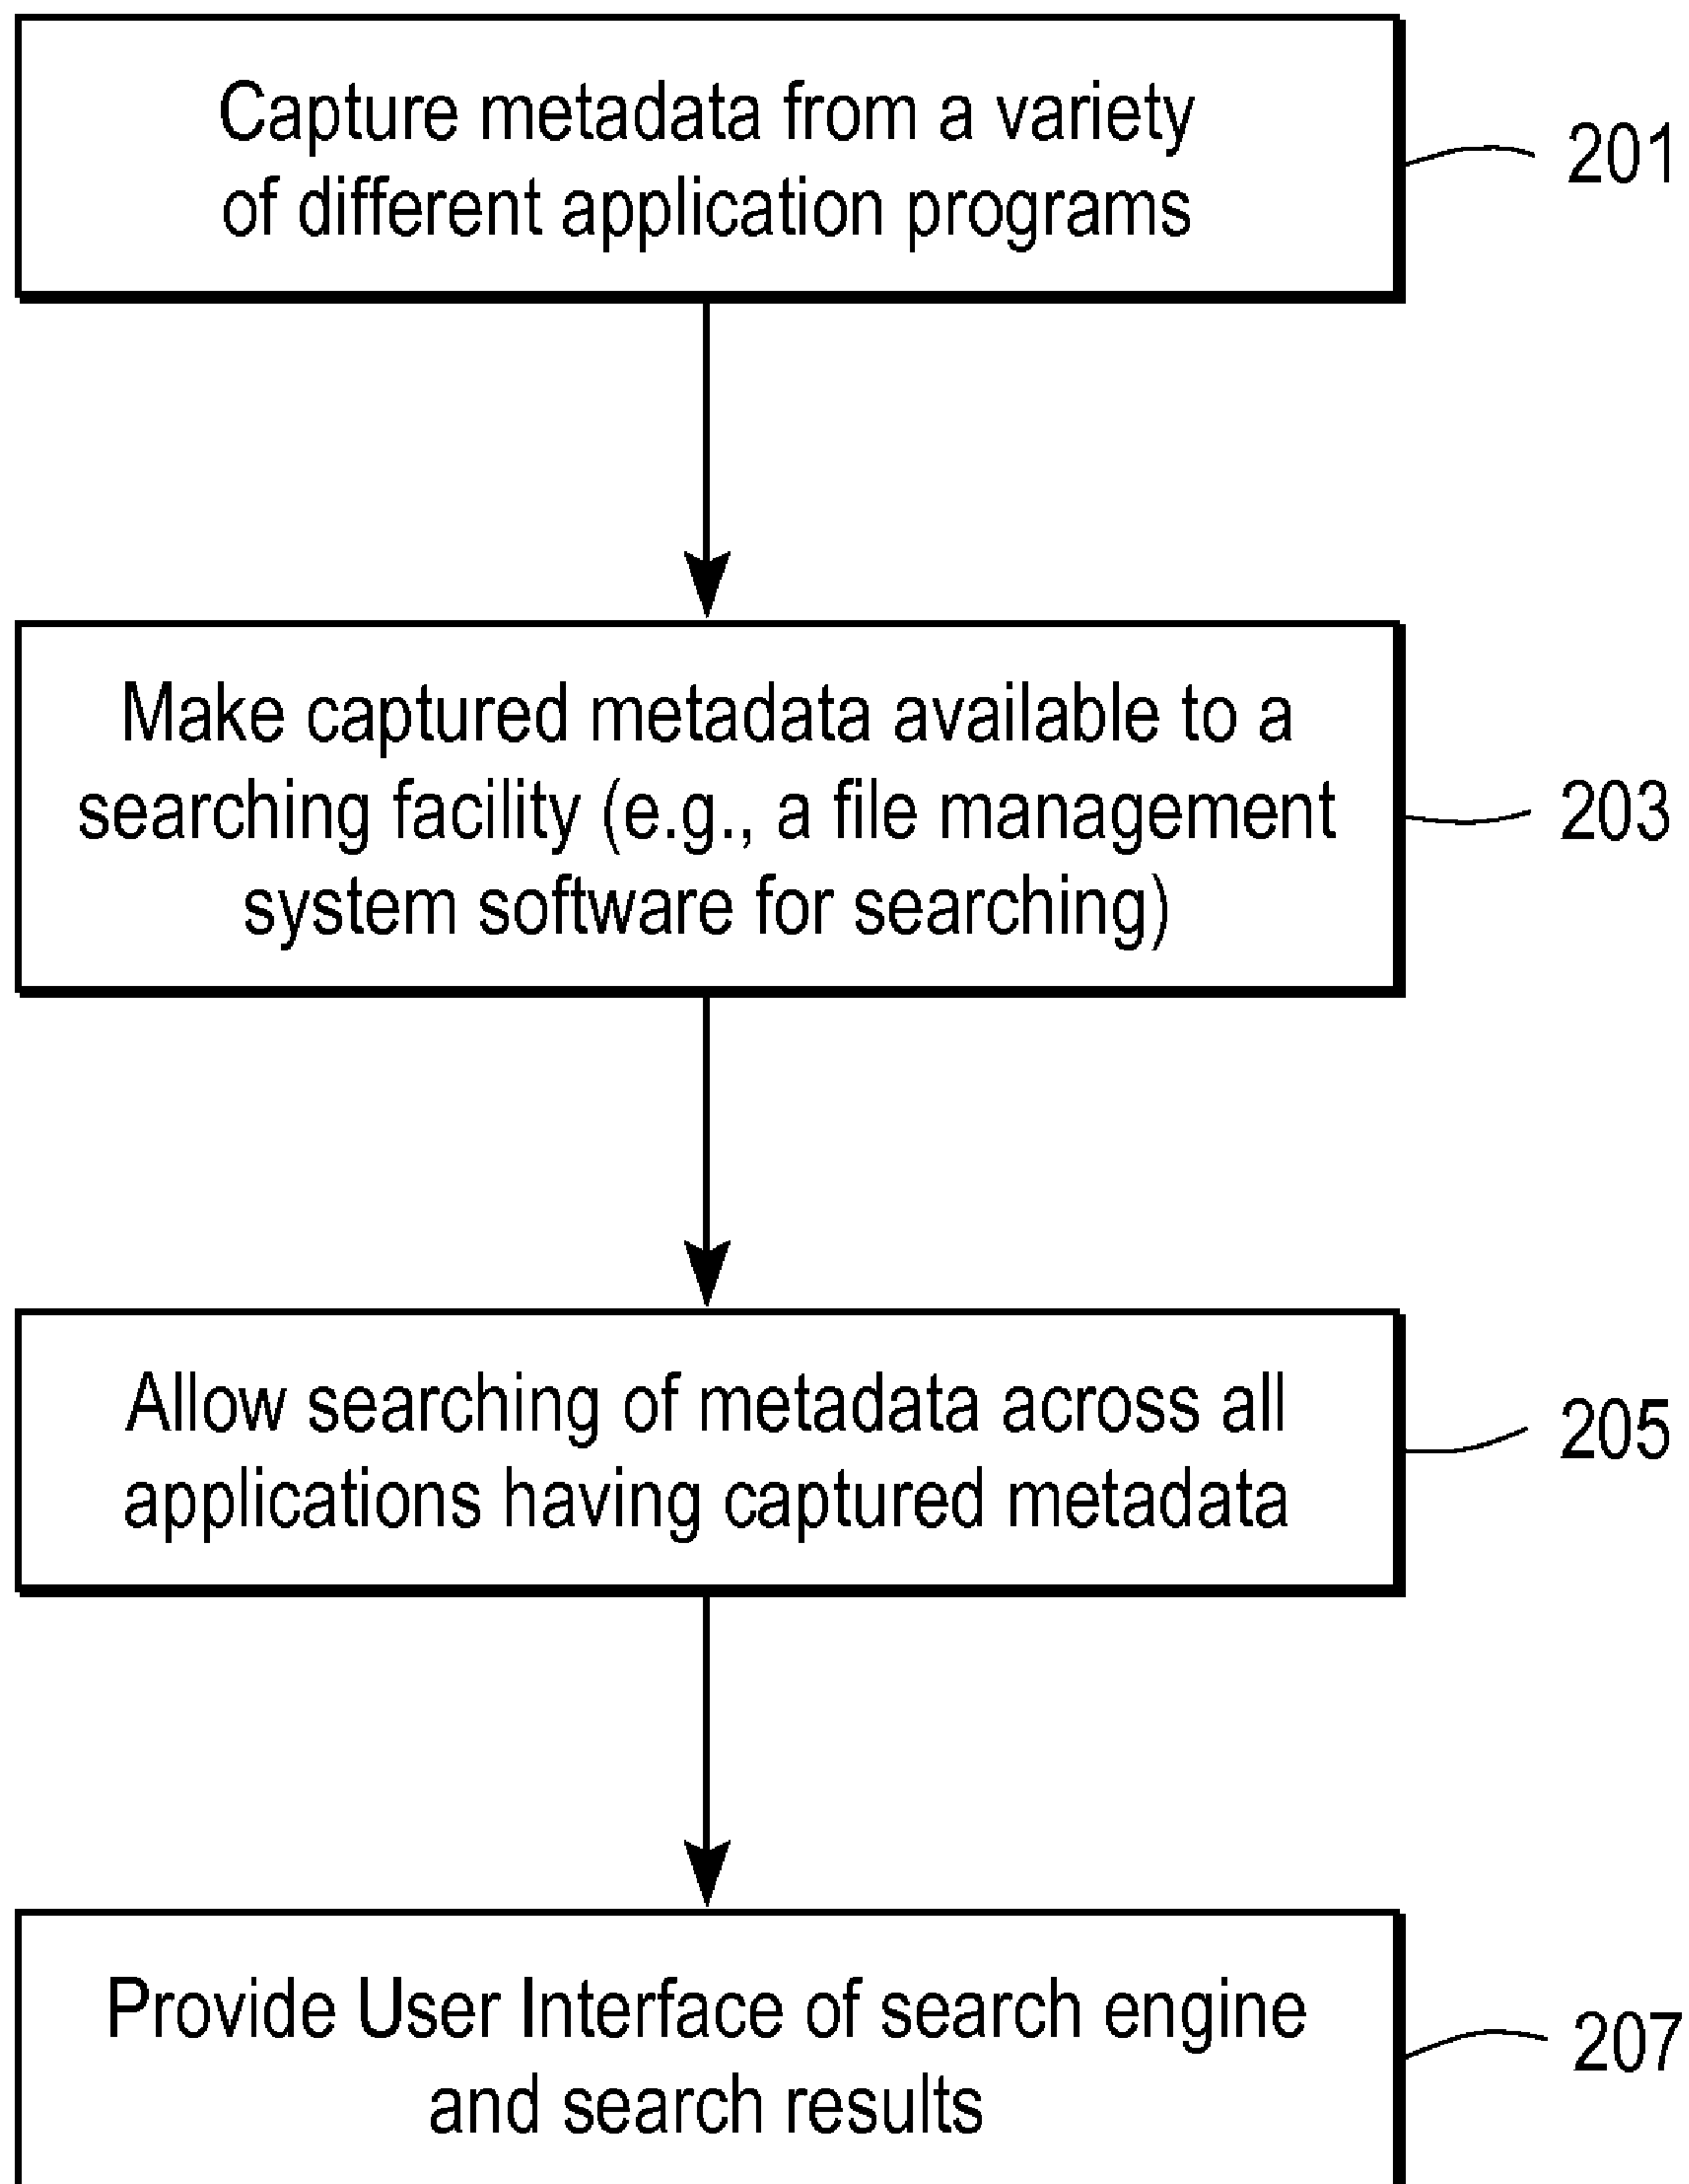 Capture metadata from a variety
of different application programs
201
Make captured metadata available to a
searching facility (e.g., a file management
system software for searching)
203
Allow searching of metadata across all
applications having captured metadata
205
Provide User Interface of search engine
and search results
207